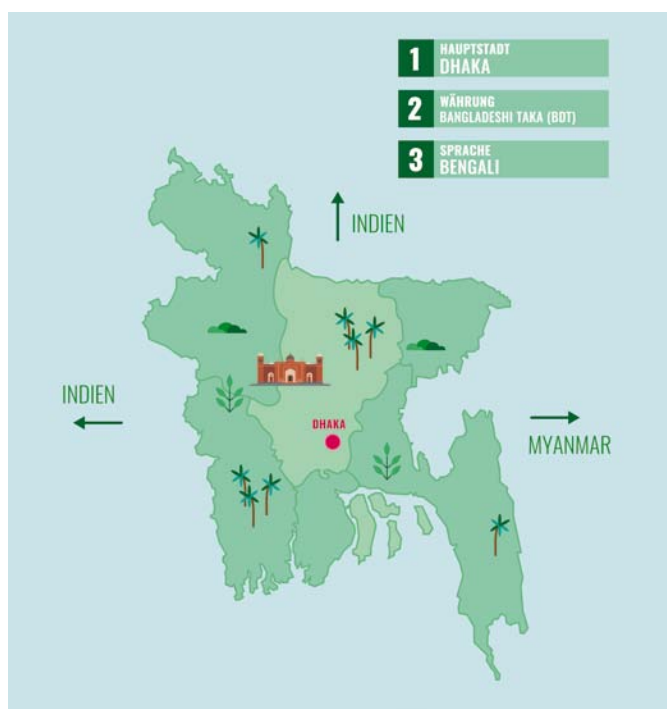 1 HAUPTSTADT
DHAKA
2 WÄHRUNG
BANGLADESHI TAKA (BDT)
3 SPRACHE
BENGALI
INDIEN
INDIEN
DHAKA
MYANMAR